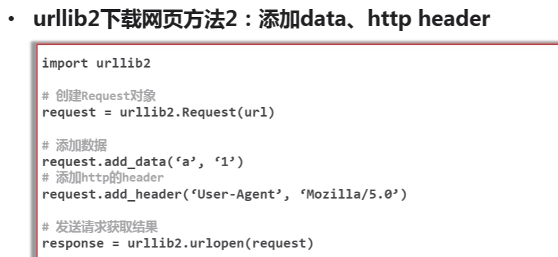 • urllib2下载网页方法2：添加data、http header
import urllib2
# 创建Request对象
request = urllib2.Request(url)
# 添加数据
request.add_data(‘a’, ‘1’)
# 添加http的header
request.add_header(‘User-Agent’, ‘Mozilla/5.0’)
# 发送请求获取结果
response = urllib2.urlopen(request)